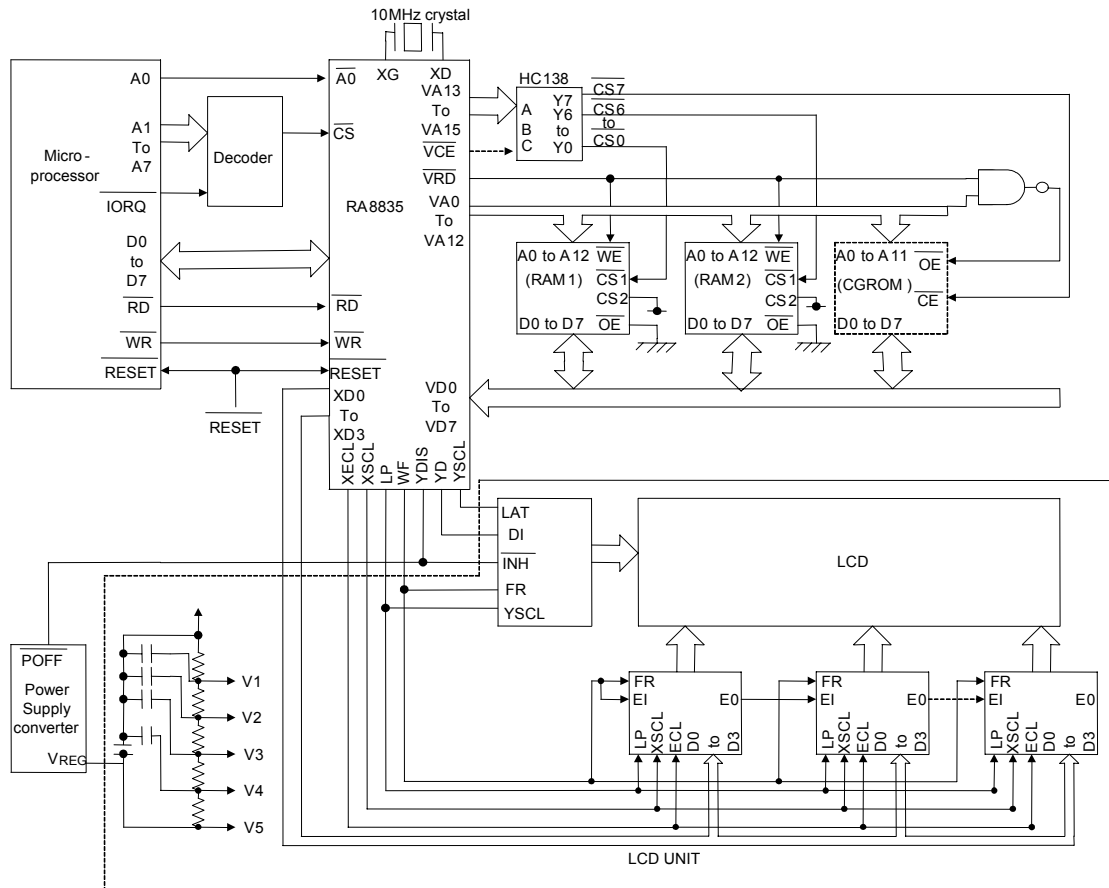 10MHz crystal
Micro-
processor
A0
A1
To
A7
IORQ
D0
to
D7
RD
WR
RESET
Decoder
RESET
XG
XD
A0
CS
RD
WR
RESET
XD0
To
XD3
RA8835
VA13
To
VA15
VCE
VRD
VA0
To
VA12
VD0
To
VD7
XECL
XSCL
LP
WF
YDIS
YD
YSCL
HC138
A
B
C
Y7
Y6
to
Y0
CS7
CS6
to
CS0
A0 to A12
WE
(RAM1)
CS1
CS2
D0 to D7
OE
A0 to A12
WE
(RAM2)
CS1
CS2
D0 to D7
OE
A0 to A11
OE
(CGROM )
CE
D0 to D7
LAT
DI
INH
FR
YSCL
LCD
POFF
Power
Supply
converter
VREG
V1
V2
V3
V4
V5
FR
EI
E0
LP
XSCL
ECL
D0
to
D3
FR
EI
E0
LP
XSCL
ECL
D0
to
D3
FR
EI
E0
LP
XSCL
ECL
D0
to
D3
LCD UNIT